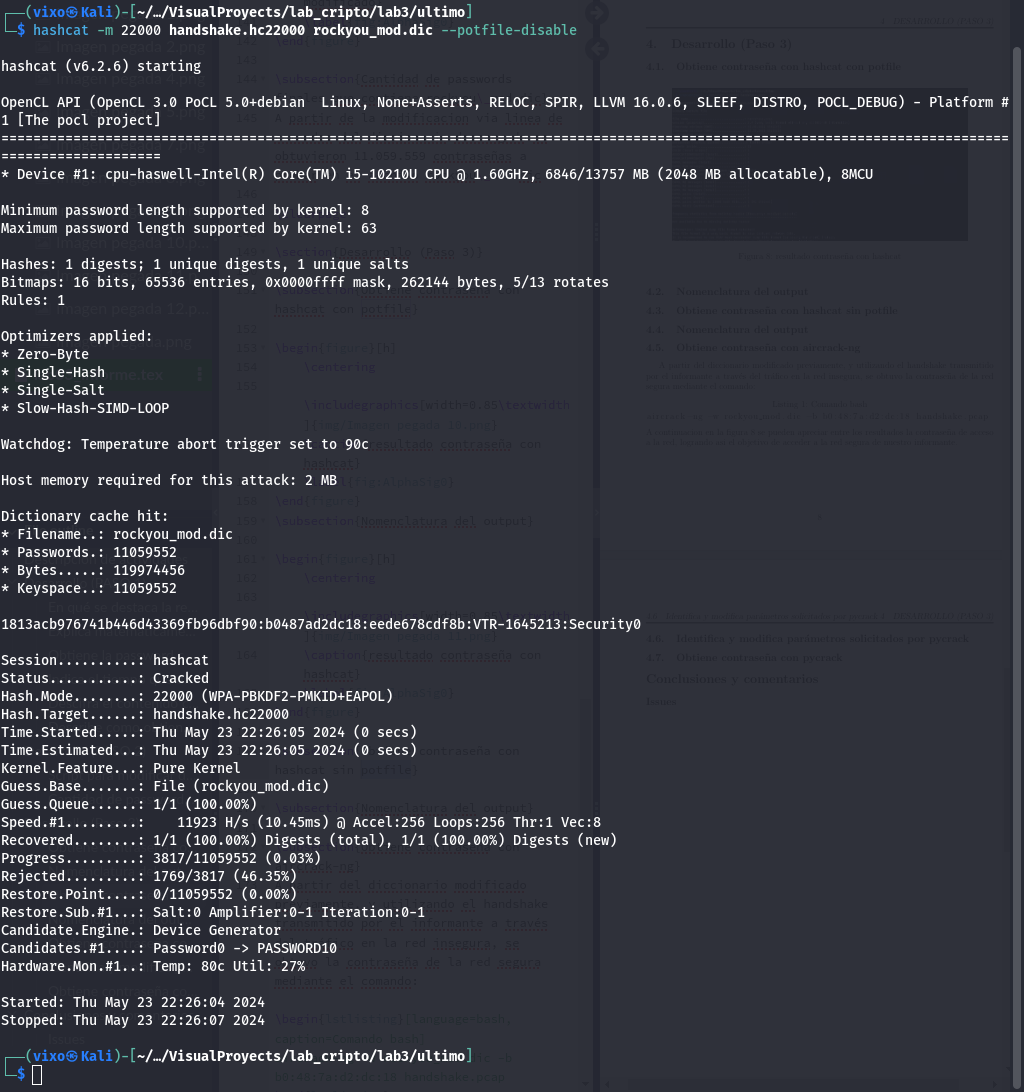 ┌──(vixo㉿Kali)-[~/…/VisualProyects/lab_cripto/lab3/ultimo]
└─$ hashcat -m 22000 handshake.hc22000 rockyou_mod.dic --potfile-disable
hashcat (v6.2.6) starting
OpenCL API (OpenCL 3.0 PoCL 5.0+debian  Linux, None+Asserts, RELOC, SPIR, LLVM 16.0.6, SLEEF, DISTRO, POCL_DEBUG) - Platform #
1 [The pocl project]
==============================================================================================================================
====================
* Device #1: cpu-haswell-Intel(R) Core(TM) i5-10210U CPU @ 1.60GHz, 6846/13757 MB (2048 MB allocatable), 8MCU
Minimum password length supported by kernel: 8
Maximum password length supported by kernel: 63
Hashes: 1 digests; 1 unique digests, 1 unique salts
Bitmaps: 16 bits, 65536 entries, 0x0000ffff mask, 262144 bytes, 5/13 rotates
Rules: 1
Optimizers applied:
* Zero-Byte
* Single-Hash
* Single-Salt
* Slow-Hash-SIMD-LOOP
Watchdog: Temperature abort trigger set to 90c
Host memory required for this attack: 2 MB
Dictionary cache hit:
* Filename..: rockyou_mod.dic
* Passwords.: 11059552
* Bytes.....: 119974456
* Keyspace..: 11059552
1813acb976741b446d43369fb96dbf90:b0487ad2dc18:eede678cdf8b:VTR-1645213:Security0
Session..........: hashcat
Status...........: Cracked
Hash.Mode........: 22000 (WPA-PBKDF2-PMKID+EAPOL)
Hash.Target......: handshake.hc22000
Time.Started.....: Thu May 23 22:26:05 2024 (0 secs)
Time.Estimated...: Thu May 23 22:26:05 2024 (0 secs)
Kernel.Feature...: Pure Kernel
Guess.Base.......: File (rockyou_mod.dic)
Guess.Queue......: 1/1 (100.00%)
Speed.#1.........:    11923 H/s (10.45ms) @ Accel:256 Loops:256 Thr:1 Vec:8
Recovered........: 1/1 (100.00%) Digests (total), 1/1 (100.00%) Digests (new)
Progress.........: 3817/11059552 (0.03%)
Rejected.........: 1769/3817 (46.35%)
Restore.Point....: 0/11059552 (0.00%)
Restore.Sub.#1...: Salt:0 Amplifier:0-1 Iteration:0-1
Candidate.Engine.: Device Generator
Candidates.#1....: Password0 -> PASSWORD10
Hardware.Mon.#1..: Temp: 80c Util: 27%
Started: Thu May 23 22:26:04 2024
Stopped: Thu May 23 22:26:07 2024
┌──(vixo㉿Kali)-[~/…/VisualProyects/lab_cripto/lab3/ultimo]
└─$